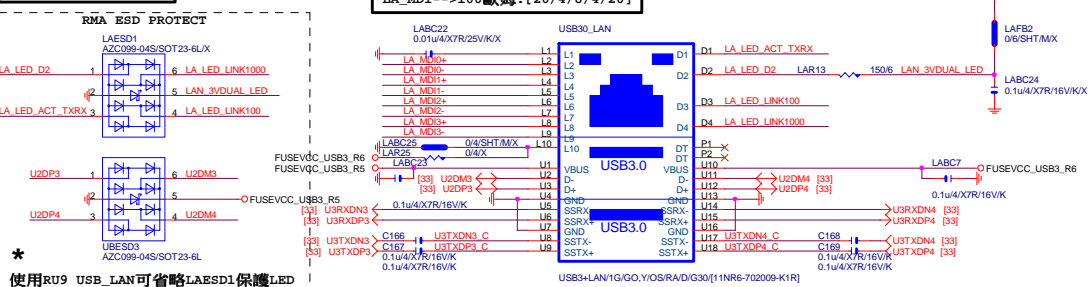 LA_MDI-->100歐姆:[20/4/8/4/20]
RMA ESD PROTECT
LAESD1
AZC099-04S/SOT23-6L/X
LA_LED_D2 1 6 LA_LED_LINK1000
2 5 LAN_3VDUAL_LED
LA_LED_ACT_TXRX 3 4 LA_LED_LINK100
U2DP3 1 6 U2DM3
2 5 FUSEVCC_USB3_R5
U2DP4 3 4 U2DM4
UBESD3
AZC099-04S/SOT23-6L
*
使用RU9 USB_LAN可省略LAESD1保護LED
LABC22
0.01u/4/X7R/25V/K/X
USB30_LAN
L1 L1
LA_MDI0+ L2 L2
LA_MDI0- L3 L3
LA_MDI1+ L4 L4
LA_MDI1- L5 L5
LA_MDI2+ L6 L6
LA_MDI2- L7 L7
LA_MDI3+ L8 L8
LA_MDI3- L9 L9
LABC25 0/4/SHT/M/X L10 L10
LAR25 0/4/X
FUSEVCC_USB3_R6
FUSEVCC_USB3_R5
LABC23
0.1u/4/X7R/16V/K
U1 VBUS
[33] U2DM3 U2 D-
[33] U2DP3 U3 D+
U4 GND
[33] U3RXDN3 U5 SSRX-
[33] U3RXDP3 U6 SSRX+
U7 GND
[33] U3TXDN3 C166 U3TXDN3_C U8 SSTX-
[33] U3TXDP3 C167 U3TXDP3_C U9 SSTX+
0.1u/4/X7R/16V/K
0.1u/4/X7R/16V/K
USB3.0
USB3.0
D1 D1 LA_LED_ACT_TXRX
D2 D2 LA_LED_D2 LAR13 150/6 LAN_3VDUAL_LED
D3 D3 LA_LED_LINK100
D4 D4 LA_LED_LINK1000
DT P1
DT P2
VBUS U10
D- U11 U2DM4 [33]
D+ U12 U2DP4 [33]
GND U13
SSRX- U14 U3RXDN4 [33]
SSRX+ U15 U3RXDP4 [33]
GND U16
SSTX- U17 U3TXDN4_C C168 U3TXDN4 [33]
SSTX+ U18 U3TXDP4_C C169 U3TXDP4 [33]
0.1u/4/X7R/16V/K
0.1u/4/X7R/16V/K
LABC7 FUSEVCC_USB3_R6
0.1u/4/X7R/16V/K
LAFB2
0/6/SHT/M/X
LABC24
0.1u/4/X7R/16V/K/X
USB3+LAN/1G/GO,Y/OS/RA/D/G30/[11NR6-702009-K1R]